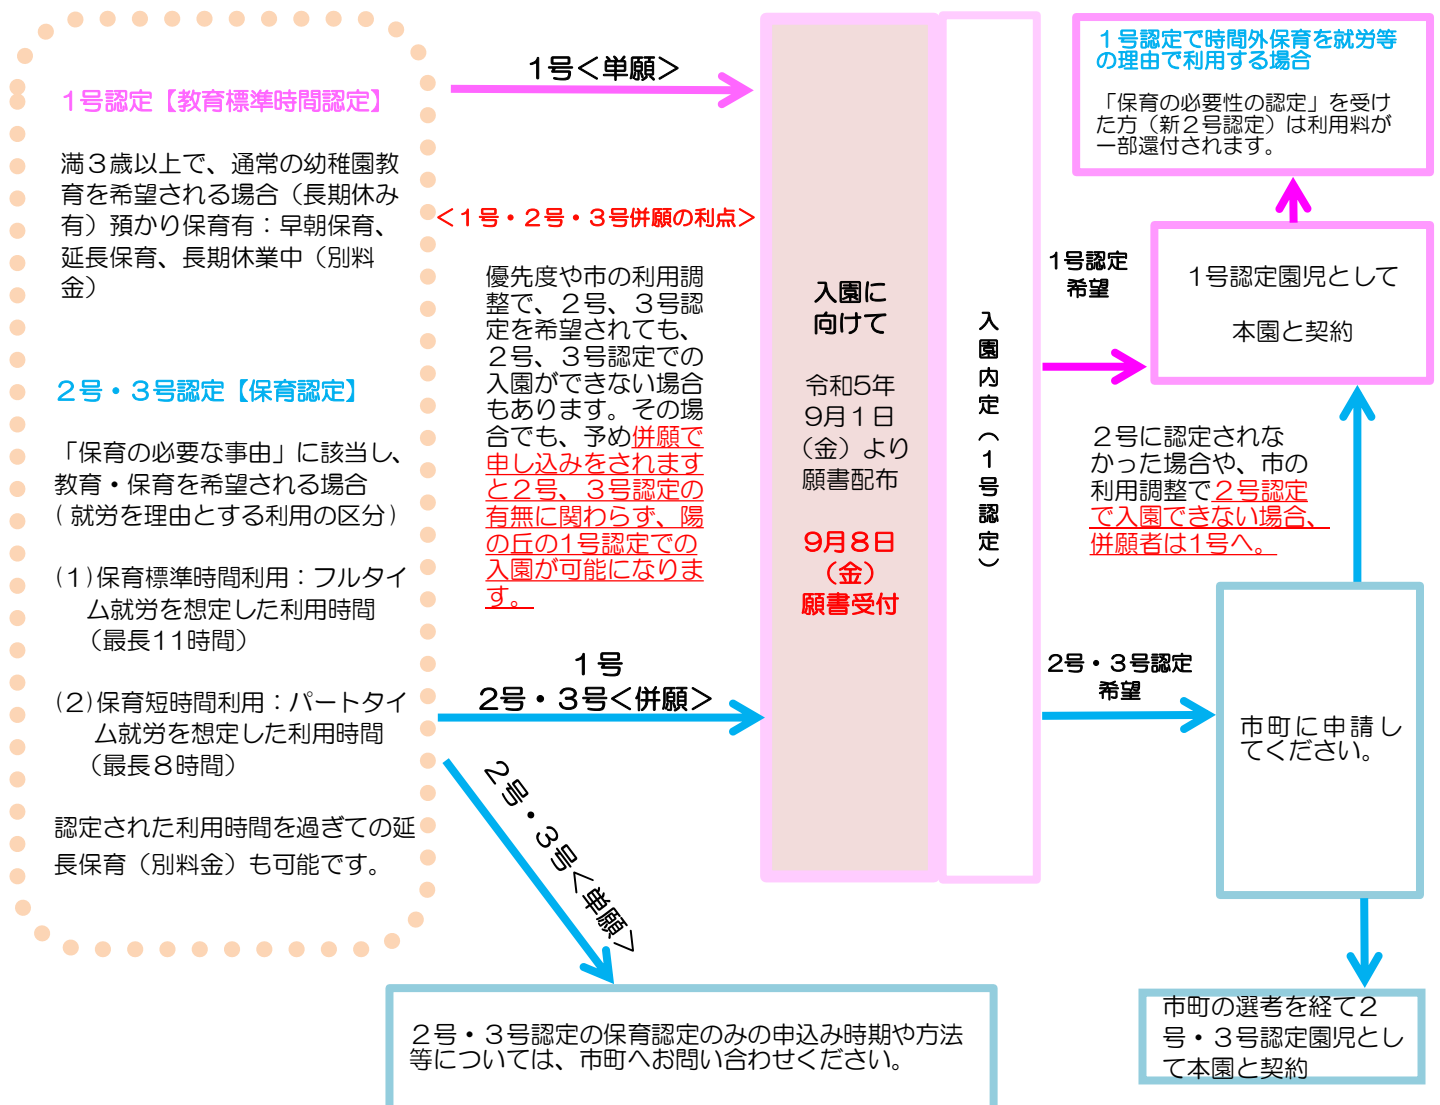 1号認定【教育標準時間認定】
満３歳以上で、通常の幼稚園教
育を希望される場合（長期休み
有）預かり保育有：早朝保育、
延長保育、長期休業中（別料
金）
２号・３号認定【保育認定】
「保育の必要な事由」に該当し、
教育・保育を希望される場合
(就労を理由とする利用の区分)
(１)保育標準時間利用：フルタイ
ム就労を想定した利用時間
（最長11時間）
(２)保育短時間利用：パートタイ
ム就労を想定した利用時間
（最長８時間）
認定された利用時間を過ぎての延
長保育（別料金）も可能です。
1号＜単願＞
＜１号・２号・３号併願の利点＞
優先度や市の利用調
整で、２号、３号認
定を希望されても、
２号、３号認定での
入園ができない場合
もあります。その場
合でも、予め併願で
申し込みをされます
と２号、３号認定の
有無に関わらず、陽
の丘の1号認定での
入園が可能になりま
す。
１号
２号・３号＜併願＞
２号・３号＜単願＞
２号・３号認定の保育認定のみの申込み時期や方法
等については、市町へお問い合わせください。
入園に
向けて
令和5年
9月１日
（金）より
願書配布
9月８日
（金）
願書受付
入園内定（１号認定）
1号認定
希望
１号認定で時間外保育を就労等
の理由で利用する場合
「保育の必要性の認定」を受け
た方（新２号認定）は利用料が
一部還付されます。
１号認定園児として
本園と契約
２号に認定されな
かった場合や、市の
利用調整で２号認定
で入園できない場合、
併願者は1号へ。
２号・３号認定
希望
市町に申請し
てください。
市町の選考を経て２
号・３号認定園児とし
て本園と契約